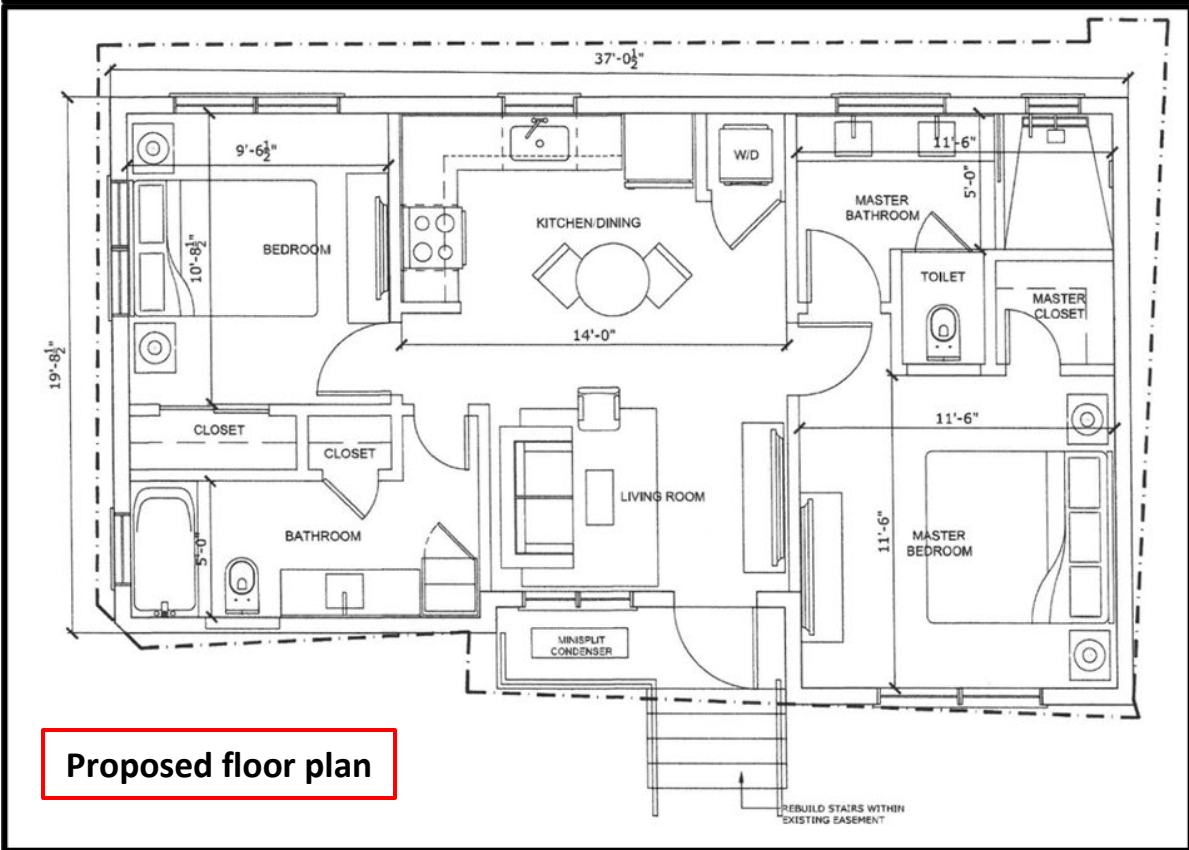 37'-0½"
9'-6½"
W/D
11'-6"
5'-0"
MASTER
BATHROOM
KITCHEN/DINING
BEDROOM
10'-8½"
TOILET
MASTER
CLOSET
14'-0"
19'-8½"
11'-6"
CLOSET
CLOSET
LIVING ROOM
BATHROOM
5'-0"
11'-6"
MASTER
BEDROOM
MINISPLIT
CONDENSER
Proposed floor plan
REBUILD STAIRS WITHIN
EXISTING EASEMENT